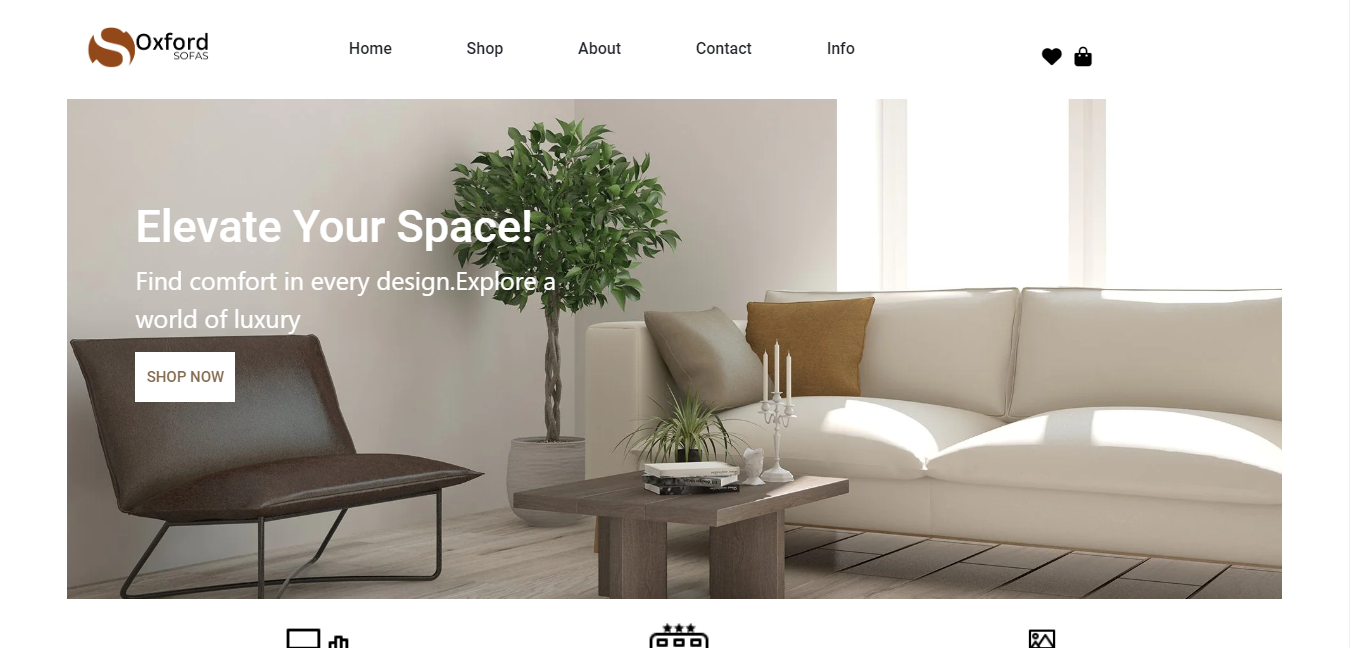 Oxford
SOFAS
Home
Shop
About
Contact
Info
Elevate Your Space!
Find comfort in every design.Explore a
world of luxury
SHOP NOW